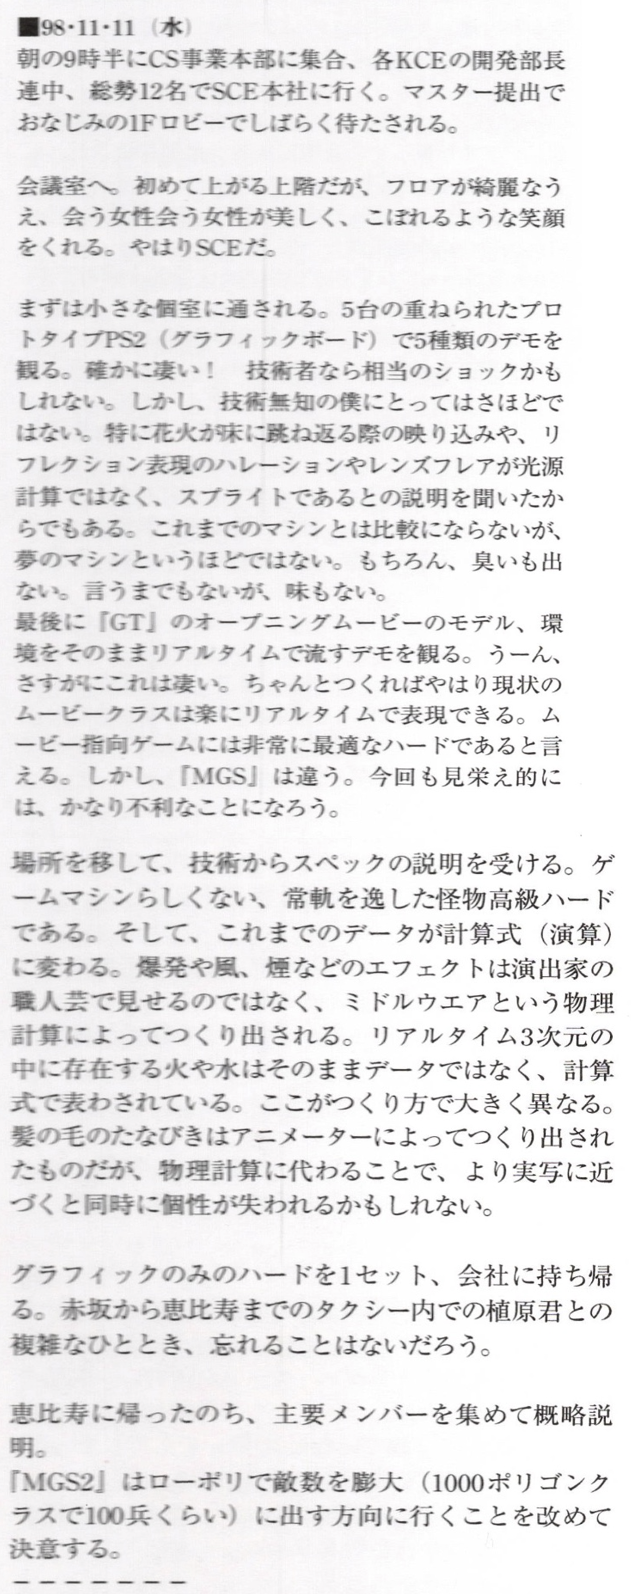 ■98・11・11（水）
朝の9時半にCS事業本部に集合、各KCEの開発部長
連中、総勢12名でSCE本社に行く。マスター提出で
おなじみの1Fロビーでしばらく待たされる。
会議室へ。初めて上がる上階だが、フロアが綺麗なう
え、会う女性会う女性が美しく、こぼれるような笑顔
をくれる。やはりSCEだ。
まずは小さな個室に通される。5台の重ねられたプロ
トタイプPS2（グラフィックボード）で5種類のデモを
観る。確かに凄い！　技術者なら相当のショックかも
しれない。しかし、技術無知の僕にとってはさほどで
はない。特に花火が床に跳ね返る際の映り込みや、リ
フレクション表現のハレーションやレンズフレアが光源
計算ではなく、スプライトであるとの説明を聞いたか
らでもある。これまでのマシンとは比較にならないが、
夢のマシンというほどではない。もちろん、臭いも出
ない。言うまでもないが、味もない。
最後に『GT』のオープニングムービーのモデル、環
境をそのままリアルタイムで流すデモを観る。うーん、
さすがにこれは凄い。ちゃんとつくればやはり現状の
ムービークラスは楽にリアルタイムで表現できる。ム
ービー指向ゲームには非常に最適なハードであると言
える。しかし、『MGS』は違う。今回も見栄え的に
は、かなり不利なことになろう。
場所を移して、技術からスペックの説明を受ける。ゲ
ームマシンらしくない、常軌を逸した怪物高級ハード
である。そして、これまでのデータが計算式（演算）
に変わる。爆発や風、煙などのエフェクトは演出家の
職人芸で見せるのではなく、ミドルウエアという物理
計算によってつくり出される。リアルタイム3次元の
中に存在する火や水はそのままデータではなく、計算
式で表わされている。ここがつくり方で大きく異なる。
髪の毛のたなびきはアニメーターによってつくり出され
たものだが、物理計算に代わることで、より実写に近
づくと同時に個性が失われるかもしれない。
グラフィックのみのハードを1セット、会社に持ち帰
る。赤坂から恵比寿までのタクシー内での植原君との
複雑なひととき、忘れることはないだろう。
恵比寿に帰ったのち、主要メンバーを集めて概略説
明。
『MGS2』はローポリで敵数を膨大（1000ポリゴンク
ラスで100兵くらい）に出す方向に行くことを改めて
決意する。
－－－－－－－